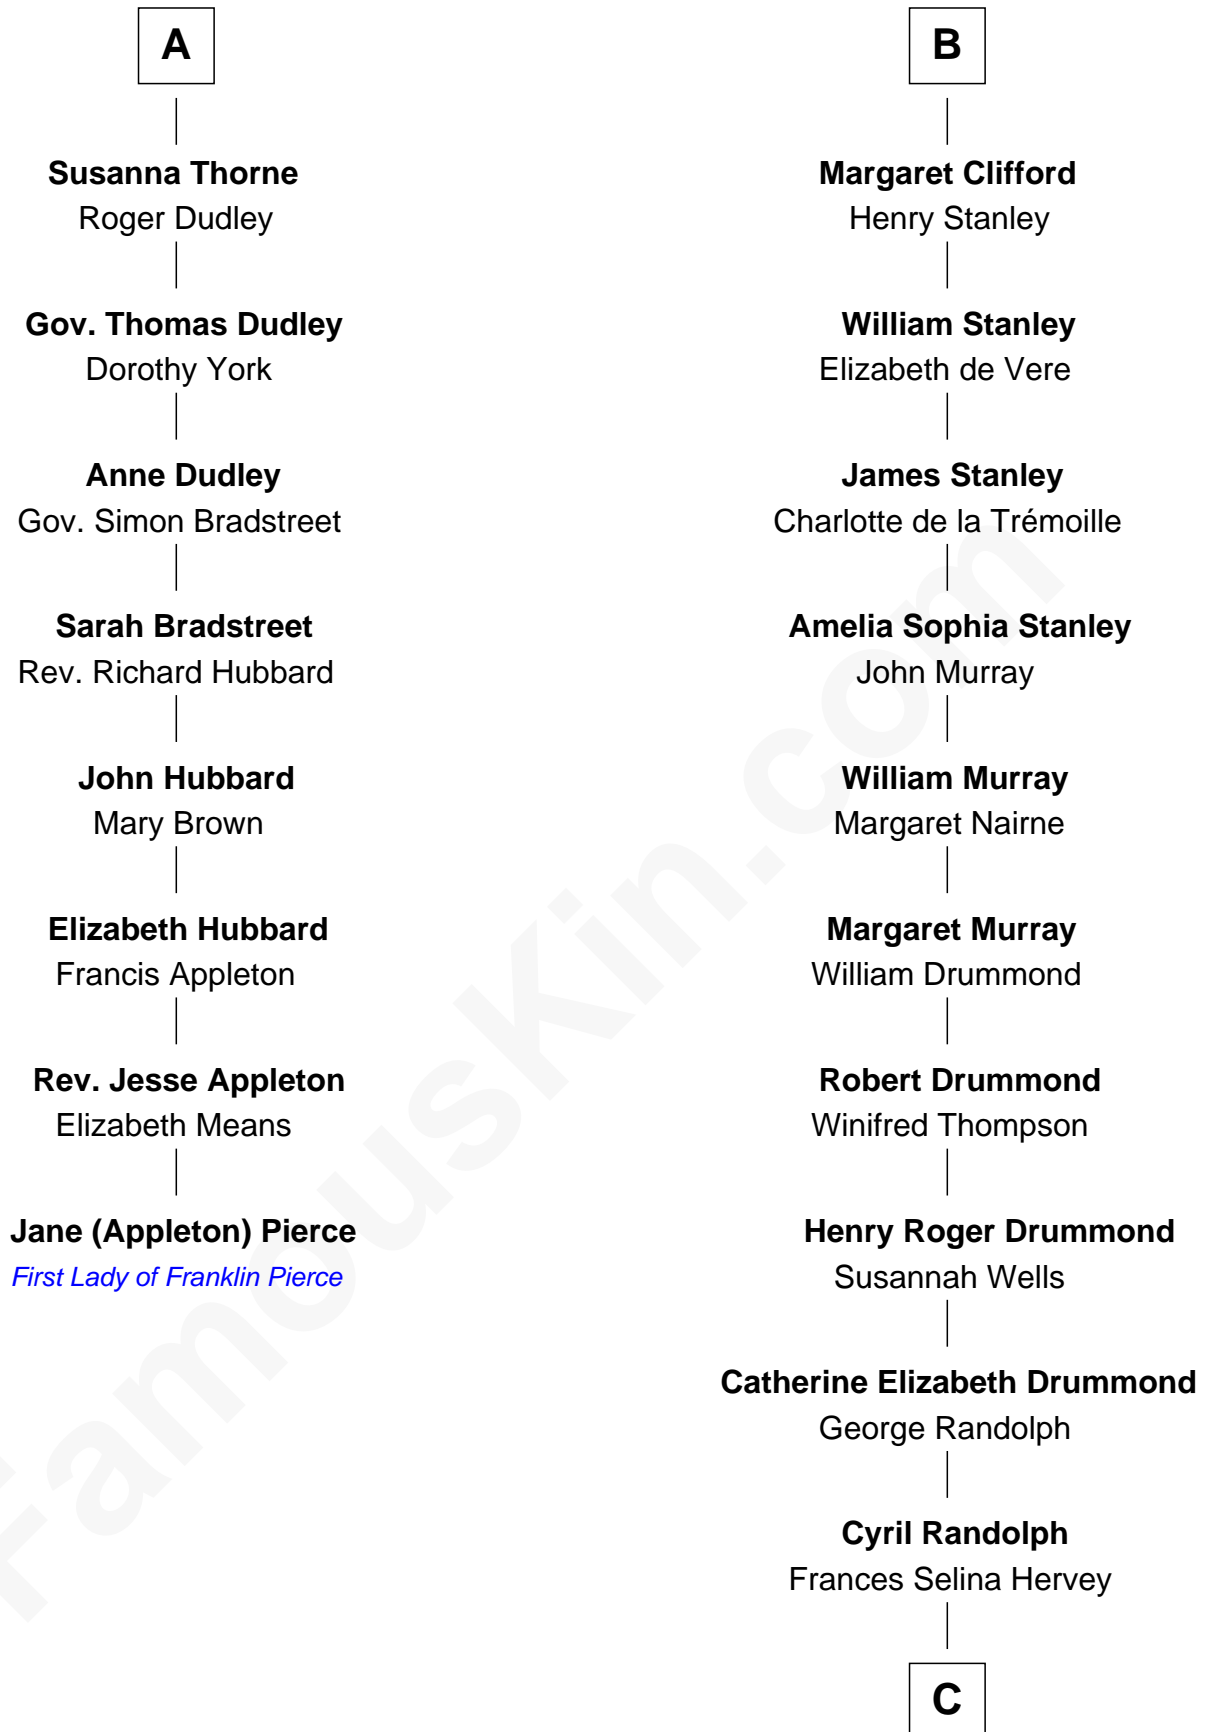 A
Susanna Thorne
Roger Dudley
Gov. Thomas Dudley
Dorothy York
Anne Dudley
Gov. Simon Bradstreet
Sarah Bradstreet
Rev. Richard Hubbard
John Hubbard
Mary Brown
Elizabeth Hubbard
Francis Appleton
Rev. Jesse Appleton
Elizabeth Means
Jane (Appleton) Pierce
First Lady of Franklin Pierce
B
Margaret Clifford
Henry Stanley
William Stanley
Elizabeth de Vere
James Stanley
Charlotte de la Trémoille
Amelia Sophia Stanley
John Murray
William Murray
Margaret Nairne
Margaret Murray
William Drummond
Robert Drummond
Winifred Thompson
Henry Roger Drummond
Susannah Wells
Catherine Elizabeth Drummond
George Randolph
Cyril Randolph
Frances Selina Hervey
C
FamousKin.com